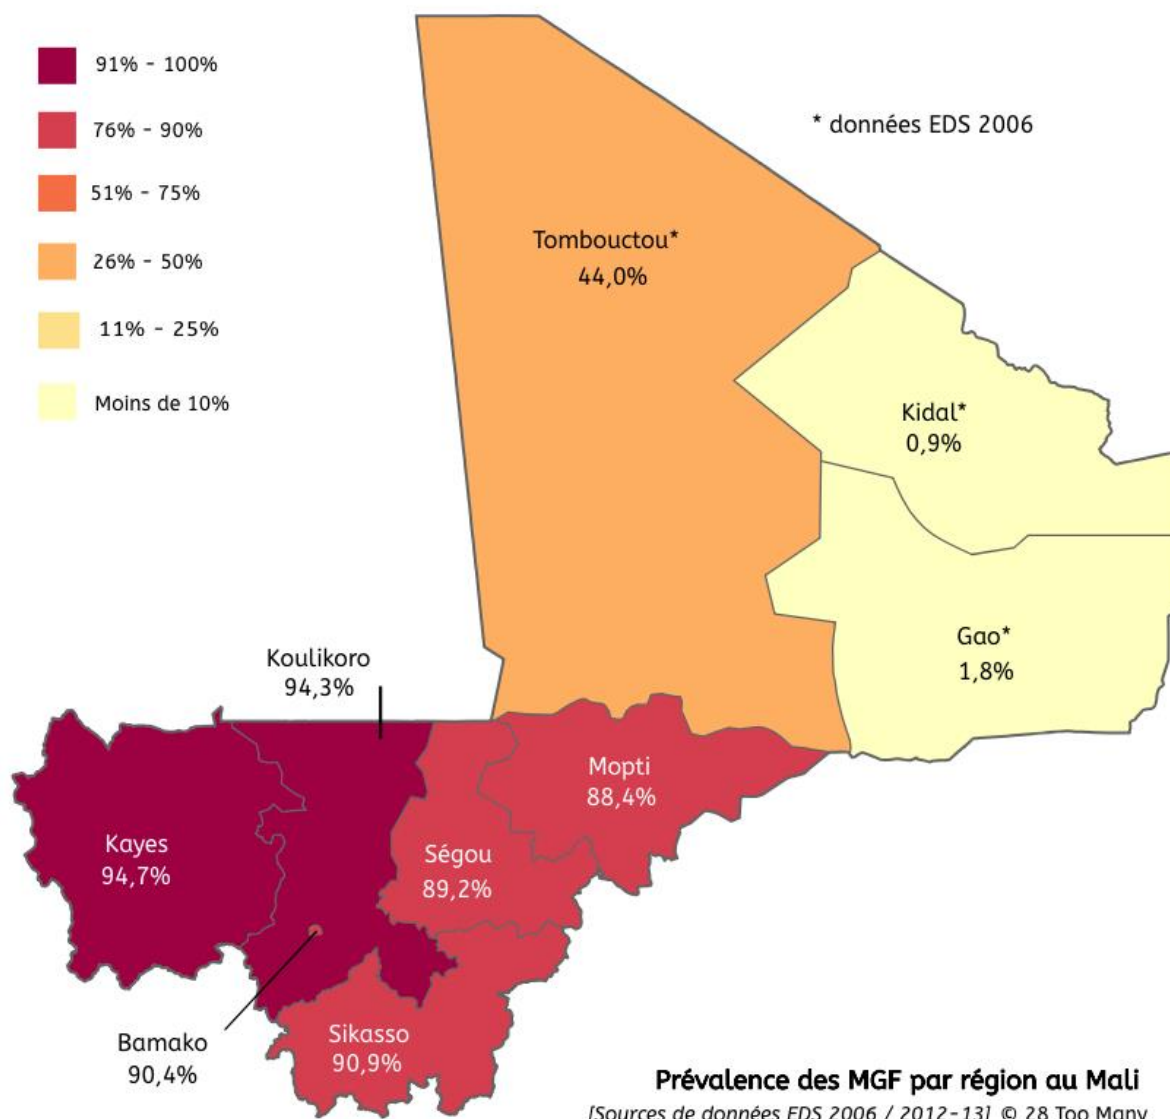 91% - 100%
76% - 90%
51% - 75%
26% - 50%
11% - 25%
Moins de 10%
* données EDS 2006
Tombouctou*
44,0%
Kidal*
0,9%
Gao*
1,8%
Koulikoro
94,3%
Mopti
88,4%
Kayes
94,7%
Ségou
89,2%
Sikasso
90,9%
Bamako
90,4%
Prévalence des MGF par région au Mali
[Sources de données EDS 2006 / 2012-13] © 28 Too Many